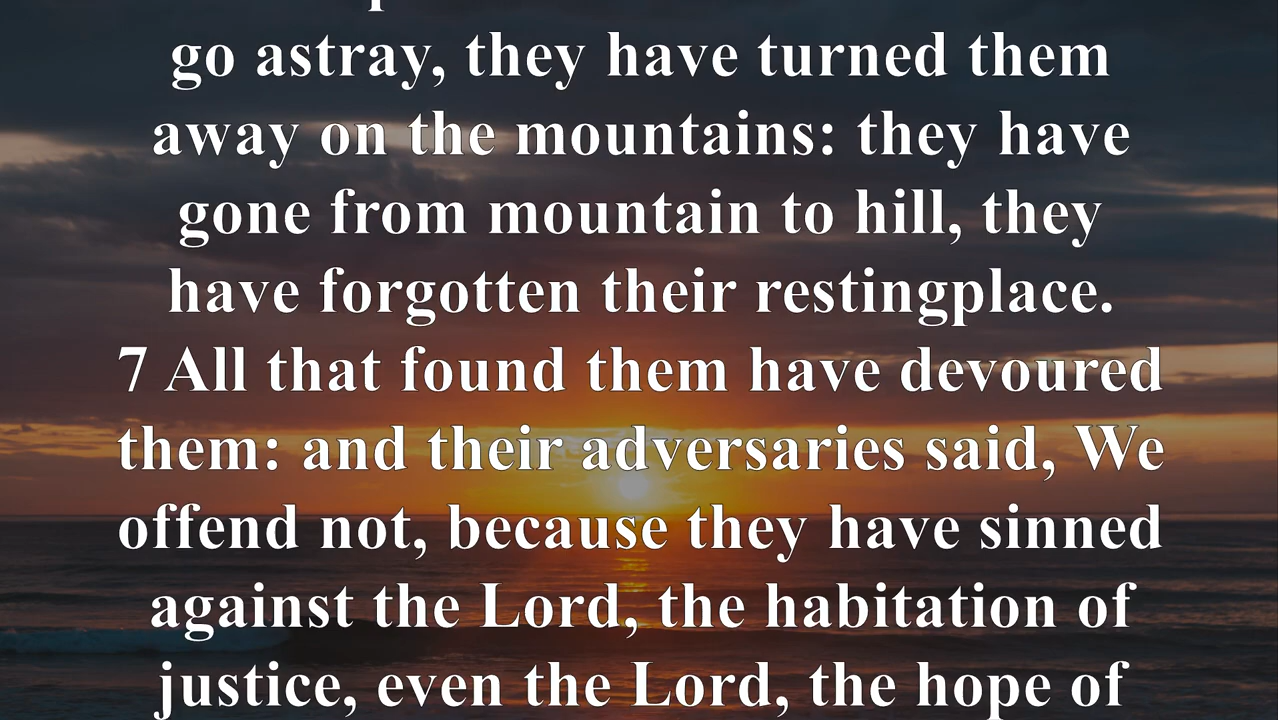 go astray, they have turned them
away on the mountains: they have
gone from mountain to hill, they
have forgotten their restingplace.
7 All that found them have devoured
them: and their adversaries said, We
offend not, because they have sinned
against the Lord, the habitation of
justice, even the Lord, the hope of